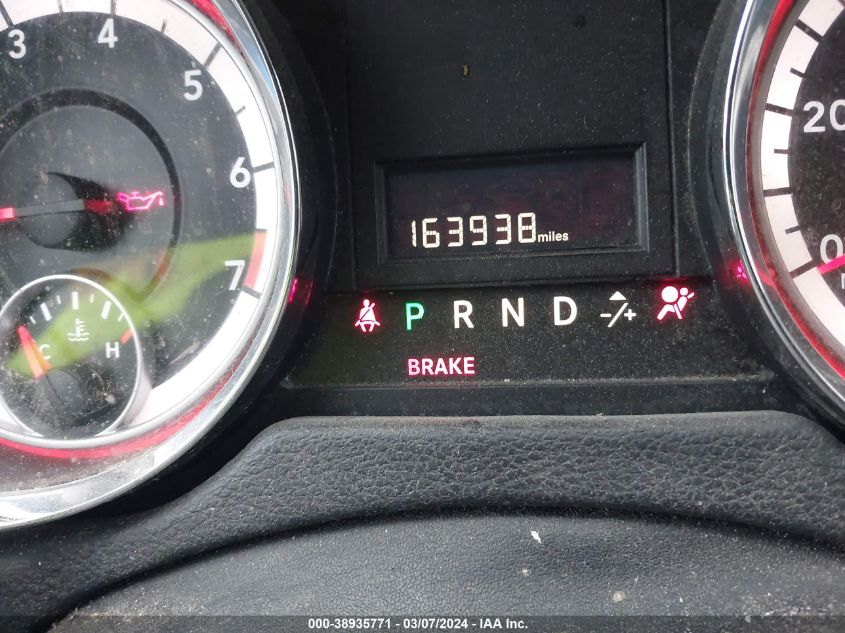 3 4 5 6 7
C H
163938 miles
P R N D -/+
BRAKE
20
0
000-38935771 - 03/07/2024 - IAA Inc.